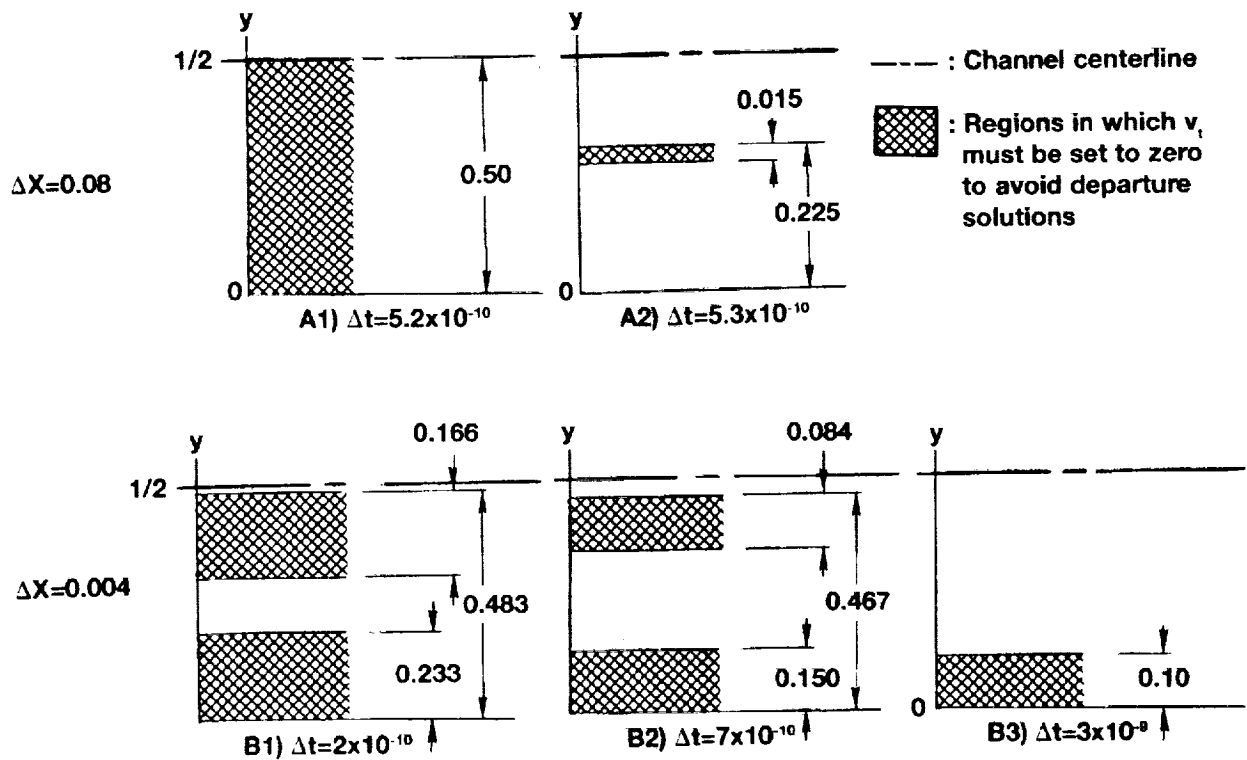 y
1/2
0.50
0
ΔX=0.08
A1) Δt=5.2x10⁻¹⁰
y
0.015
0.225
0
A2) Δt=5.3x10⁻¹⁰
: Channel centerline
: Regions in which vₜ
must be set to zero
to avoid departure
solutions
y
0.166
1/2
0.483
0.233
ΔX=0.004
B1) Δt=2x10⁻¹⁰
y
0.084
0.467
0.150
B2) Δt=7x10⁻¹⁰
y
0.10
0
B3) Δt=3x10⁻⁹